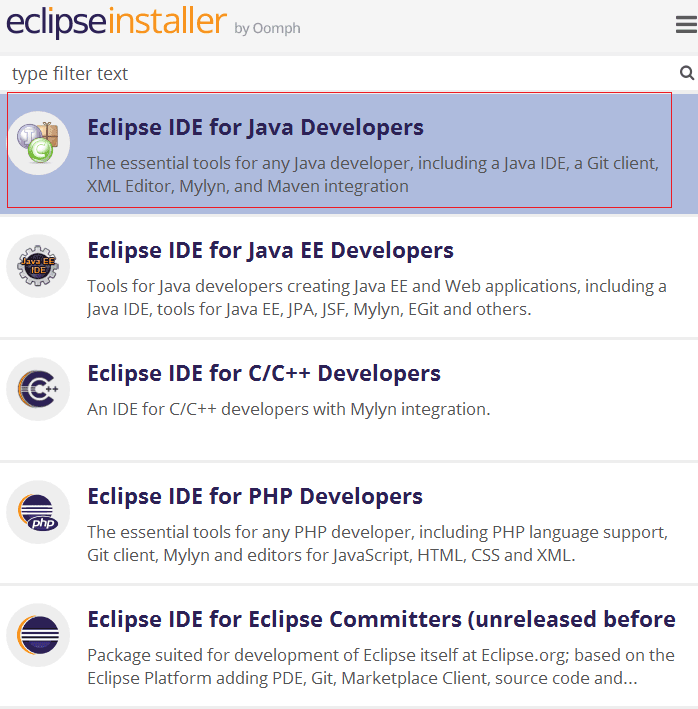 eclipseinstaller by Oomph
type filter text
Eclipse IDE for Java Developers
The essential tools for any Java developer, including a Java IDE, a Git client,
XML Editor, Mylyn, and Maven integration
Java EE
IDE
Eclipse IDE for Java EE Developers
Tools for Java developers creating Java EE and Web applications, including a
Java IDE, tools for Java EE, JPA, JSF, Mylyn, EGit and others.
C++
Eclipse IDE for C/C++ Developers
An IDE for C/C++ developers with Mylyn integration.
php
Eclipse IDE for PHP Developers
The essential tools for any PHP developer, including PHP language support,
Git client, Mylyn and editors for JavaScript, HTML, CSS and XML.
Eclipse IDE for Eclipse Committers (unreleased before
Package suited for development of Eclipse itself at Eclipse.org; based on the
Eclipse Platform adding PDE, Git, Marketplace Client, source code and...